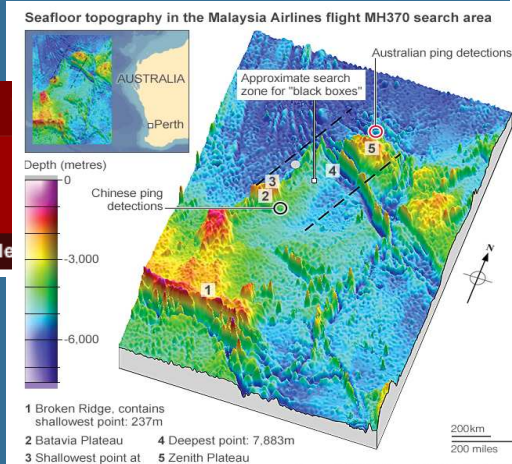 Seafloor topography in the Malaysia Airlines flight MH370 search area
AUSTRALIA
Perth
Australian ping detections
Approximate search
zone for "black boxes"
Depth (metres)
0
-3,000
-6,000
Chinese ping
detections
5
4
3
2
1
N
1 Broken Ridge, contains
shallowest point: 237m
2 Batavia Plateau
3 Shallowest point at
4 Deepest point: 7,883m
5 Zenith Plateau
200km
200 miles